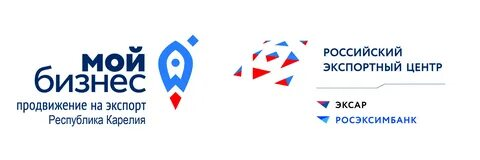 мой
бизнес
продвижение на экспорт
Республика Карелия
РОССИЙСКИЙ
ЭКСПОРТНЫЙ ЦЕНТР
ЭКСАР
РОСЭКСИМБАНК